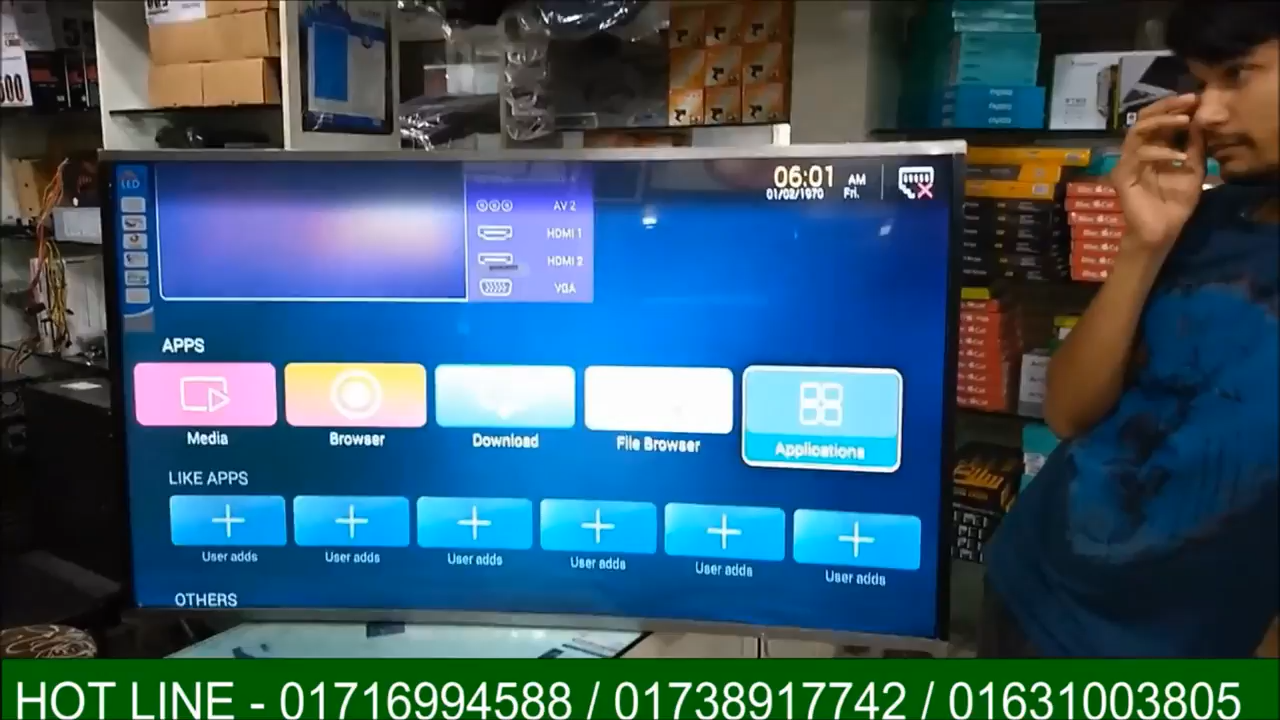 LED
06:01 AM
01/02/1970 Fri.
AV 2
HDMI 1
HDMI 2
VGA
APPS
Media
Browser
Download
File Browser
Applications
LIKE APPS
User adds
User adds
User adds
User adds
User adds
User adds
OTHERS
HOT LINE - 01716994588 / 01738917742 / 01631003805